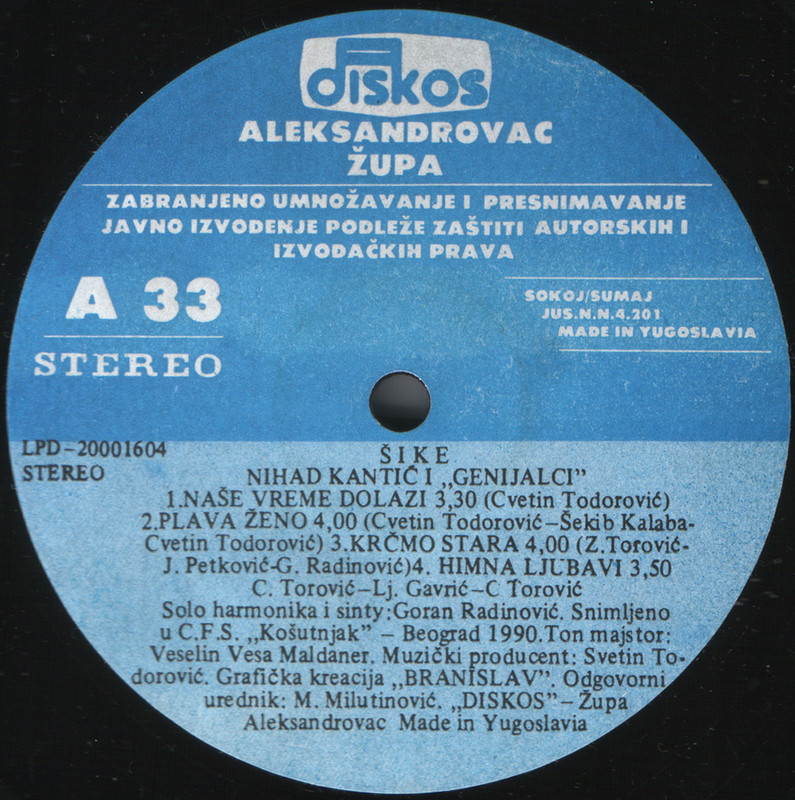 DISKOS
ALEKSANDROVAC
ŽUPA
ZABRANJENO UMNOŽAVANJE I PRESNIMAVANJE
JAVNO IZVOĐENJE PODLEŽE ZAŠTITI AUTORSKIH I
IZVOĐAČKIH PRAVA
A 33
STEREO
SOKOJ/SUMAJ
JUS.N.N.4.201
MADE IN YUGOSLAVIA
LPD-20001604
STEREO
ŠIKE
NIHAD KANTIĆ I „GENIJALCI”
1.NAŠE VREME DOLAZI 3,30 (Cvetin Todorović)
2.PLAVA ŽENO 4,00 (Cvetin Todorović–Šekib Kalaba-
Cvetin Todorović) 3.KRČMO STARA 4,00 (Z.Torović-
J. Petković-G. Radinović)4. HIMNA LJUBAVI 3,50
C. Torović–Lj. Gavrić–C Torović
Solo harmonika i sinty:Goran Radinović. Snimljeno
u C.F.S. „Košutnjak” – Beograd 1990.Ton majstor:
Veselin Vesa Maldaner. Muzički producent: Svetin To-
dorović. Grafička kreacija „BRANISLAV”. Odgovorni
urednik: M. Milutinović. „DISKOS”– Župa
Aleksandrovac Made in Yugoslavia